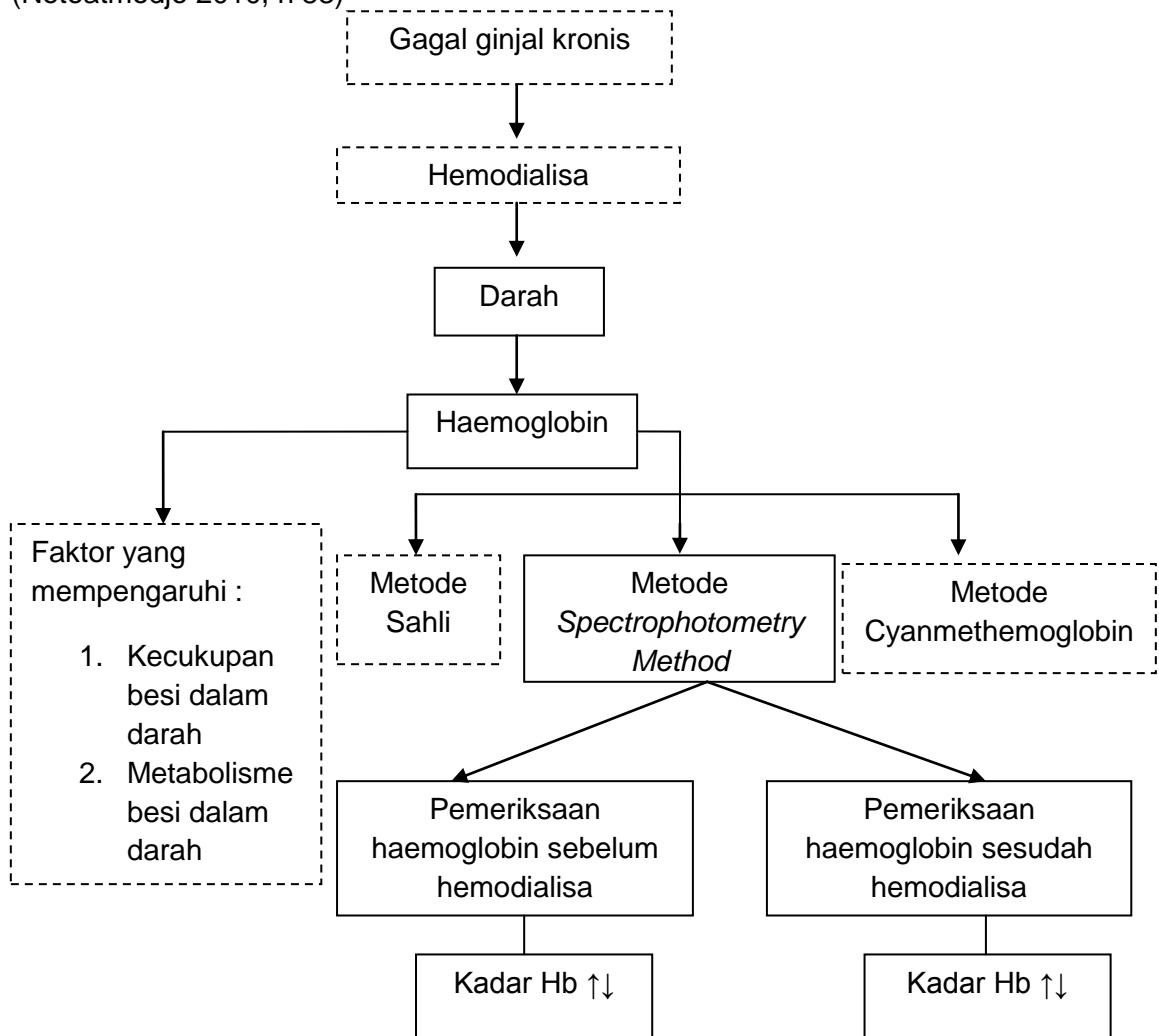 Gagal ginjal kronis
Hemodialisa
Darah
Haemoglobin
Faktor yang
mempengaruhi :
1. Kecukupan
besi dalam
darah
2. Metabolisme
besi dalam
darah
Metode
Sahli
Metode
Spectrophotometry
Method
Metode
Cyanmethemoglobin
Pemeriksaan
haemoglobin sebelum
hemodialisa
Pemeriksaan
haemoglobin sesudah
hemodialisa
Kadar Hb ↑↓
Kadar Hb ↑↓